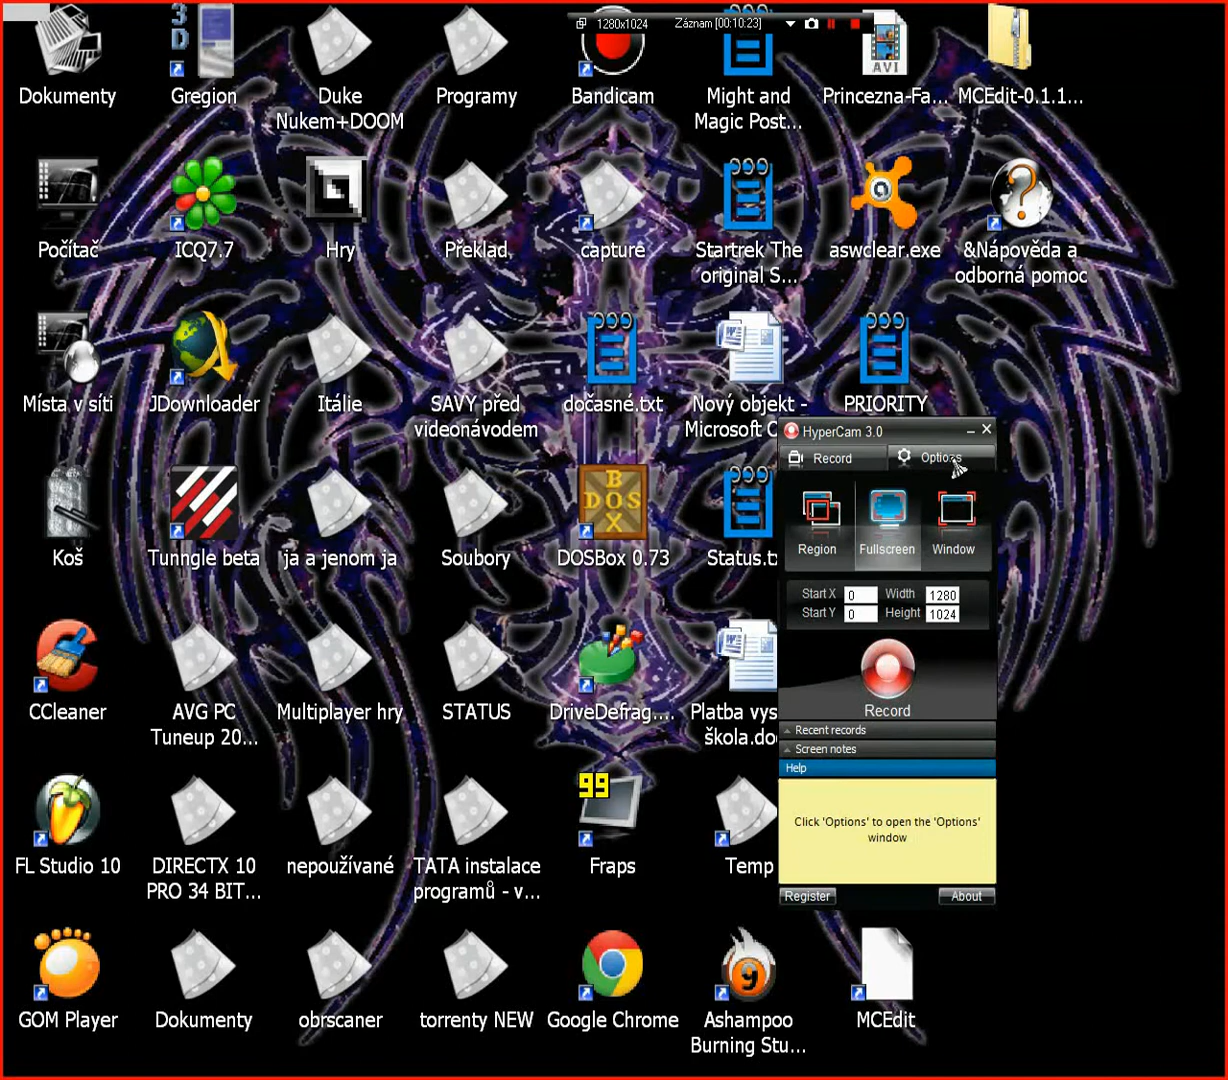 1280x1024 Záznam [00:10:23]
Dokumenty
Gregion
Duke
Nukem+DOOM
Programy
Bandicam
Might and
Magic Post...
AVI
Princezna-Fa...
MCEdit-0.1.1...
Počítač
ICQ7.7
Hry
Překlad
capture
Startrek The
original S...
aswclear.exe
&Nápověda a
odborná pomoc
Místa v síti
JDownloader
Itálie
SAVY před
videonávodem
dočasné.txt
Nový objekt -
Microsoft
PRIORITY
Koš
Tunngle beta
ja a jenom ja
Soubory
BO
DOS
X
DOSBox 0.73
Status.
CCleaner
AVG PC
Tuneup 20...
Multiplayer hry
STATUS
DriveDefrag....
Platba
škola.
FL Studio 10
DIRECTX 10
PRO 34 BIT...
nepoužívané
TATA instalace
programů - v...
99
Fraps
Temp
GOM Player
Dokumenty
obrscaner
torrenty NEW
Google Chrome
9
Ashampoo
Burning Stu...
MCEdit
HyperCam 3.0
Record
Options
Region
Fullscreen
Window
Start X 0 Width 1280
Start Y 0 Height 1024
Record
Recent records
Screen notes
Help
Click 'Options' to open the 'Options'
window
Register
About